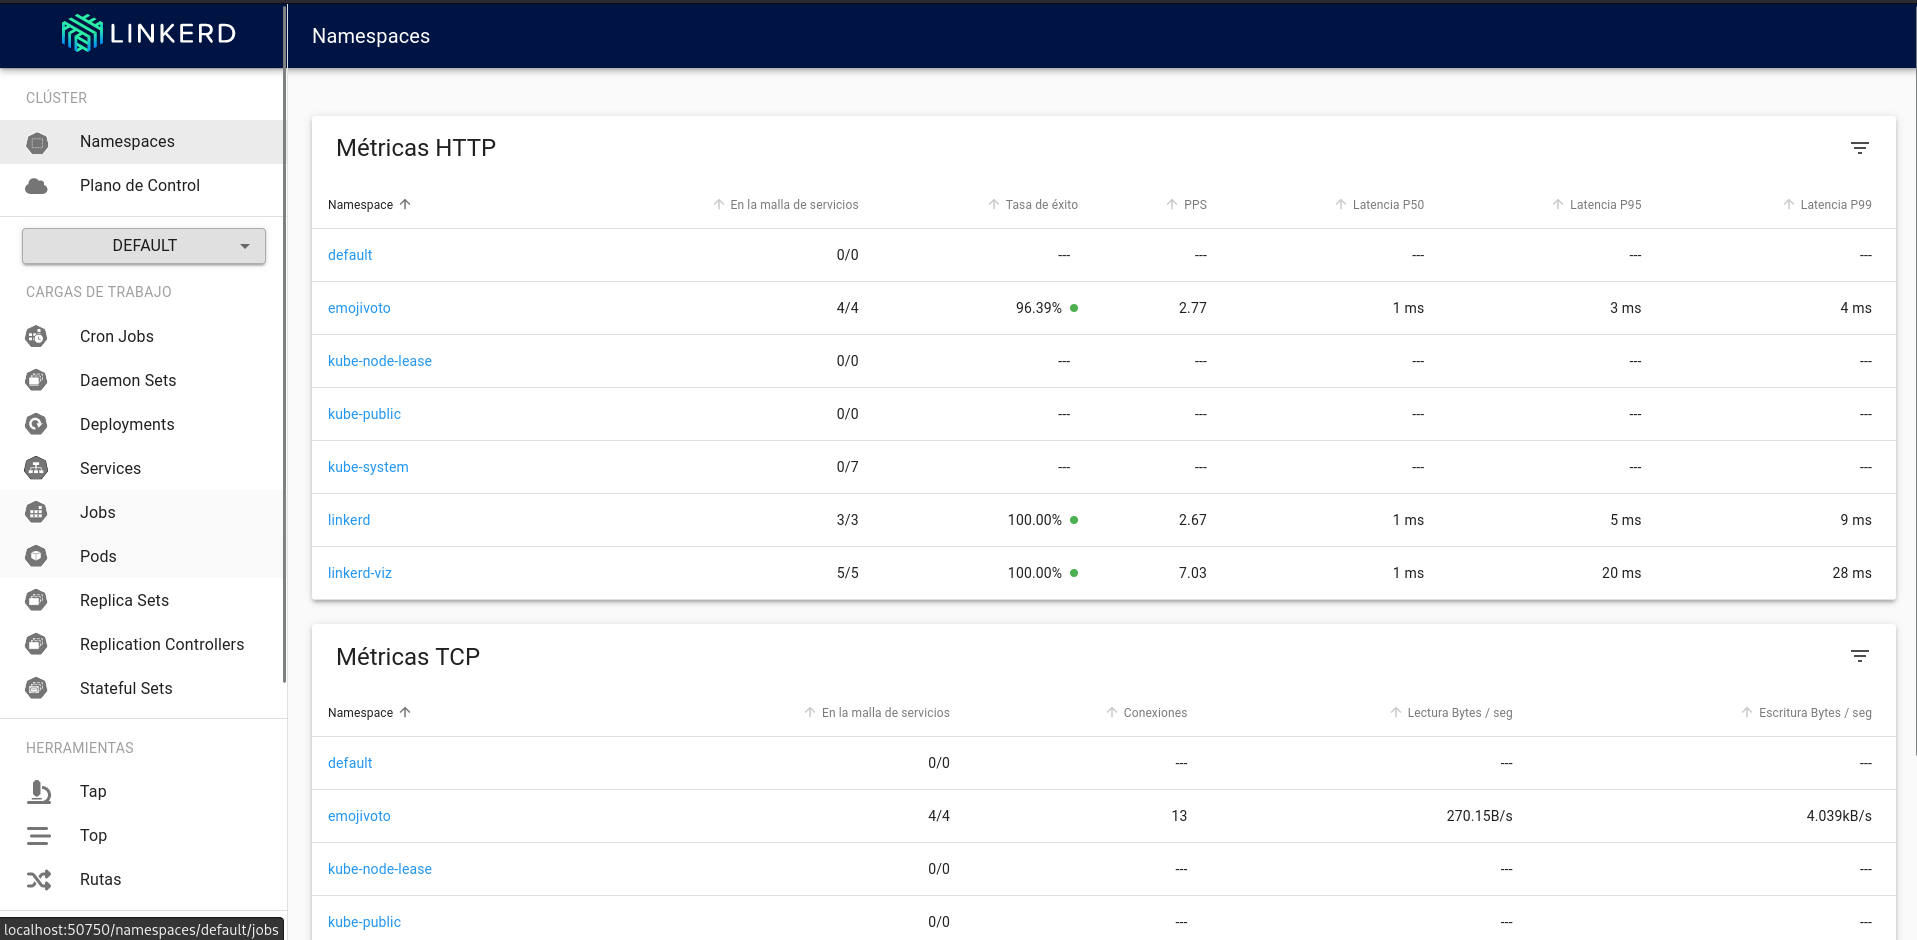 LINKERD
Namespaces
CLÚSTER
Namespaces
Plano de Control
DEFAULT
CARGAS DE TRABAJO
Cron Jobs
Daemon Sets
Deployments
Services
Jobs
Pods
Replica Sets
Replication Controllers
Stateful Sets
HERRAMIENTAS
Tap
Top
Rutas
localhost:50750/namespaces/default/jobs
Métricas HTTP
Namespace En la malla de servicios Tasa de éxito PPS Latencia P50 Latencia P95 Latencia P99
default 0/0 --- --- --- --- ---
emojivoto 4/4 96.39% 2.77 1 ms 3 ms 4 ms
kube-node-lease 0/0 --- --- --- --- ---
kube-public 0/0 --- --- --- --- ---
kube-system 0/7 --- --- --- --- ---
linkerd 3/3 100.00% 2.67 1 ms 5 ms 9 ms
linkerd-viz 5/5 100.00% 7.03 1 ms 20 ms 28 ms
Métricas TCP
Namespace En la malla de servicios Conexiones Lectura Bytes / seg Escritura Bytes / seg
default 0/0 --- --- ---
emojivoto 4/4 13 270.15B/s 4.039kB/s
kube-node-lease 0/0 --- --- ---
kube-public 0/0 --- --- ---